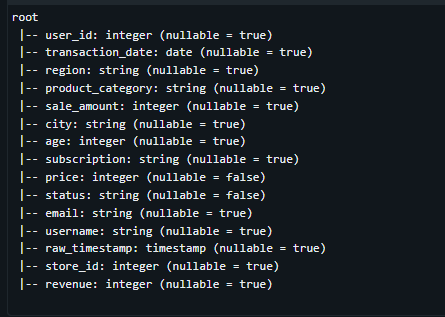 root
|-- user_id: integer (nullable = true)
|-- transaction_date: date (nullable = true)
|-- region: string (nullable = true)
|-- product_category: string (nullable = true)
|-- sale_amount: integer (nullable = true)
|-- city: string (nullable = true)
|-- age: integer (nullable = true)
|-- subscription: string (nullable = true)
|-- price: integer (nullable = false)
|-- status: string (nullable = false)
|-- email: string (nullable = true)
|-- username: string (nullable = true)
|-- raw_timestamp: timestamp (nullable = true)
|-- store_id: integer (nullable = true)
|-- revenue: integer (nullable = true)